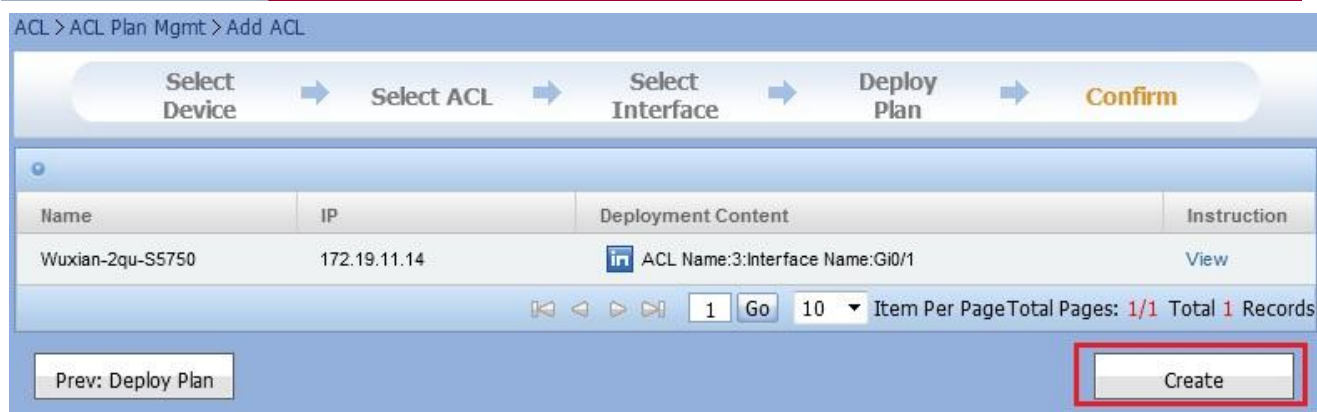 ACL > ACL Plan Mgmt > Add ACL
Select Device
Select ACL
Select Interface
Deploy Plan
Confirm
Name IP Deployment Content Instruction
Wuxian-2qu-S5750 172.19.11.14 in ACL Name:3:Interface Name:Gi0/1 View
1 Go 10 Item Per PageTotal Pages: 1/1 Total 1 Records
Prev: Deploy Plan Create